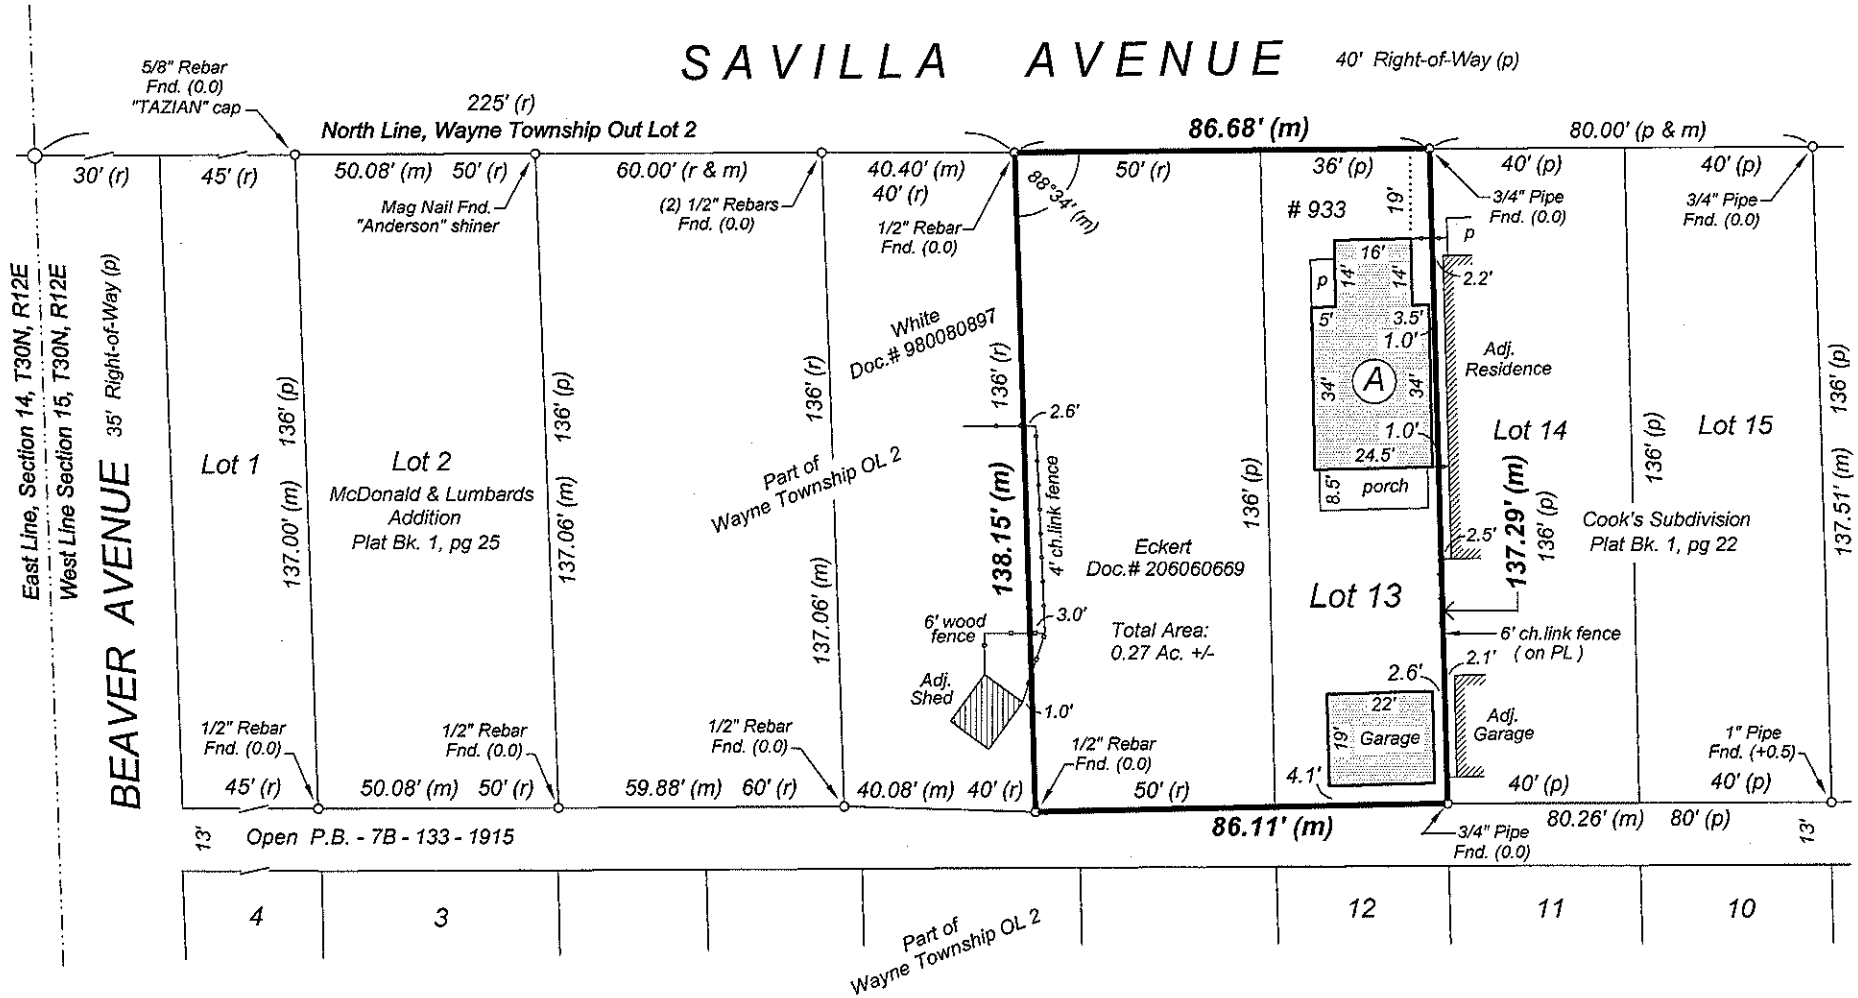 SAVILLA AVENUE
40' Right-of-Way (p)
5/8" Rebar
Fnd. (0.0)
"TAZIAN" cap
225' (r)
North Line, Wayne Township Out Lot 2
86.68' (m)
80.00' (p & m)
30' (r)
45' (r)
50.08' (m)
50' (r)
60.00' (r & m)
40.40' (m)
40' (r)
50' (r)
36' (p)
40' (p)
40' (p)
Mag Nail Fnd.
"Anderson" shiner
(2) 1/2" Rebars
Fnd. (0.0)
1/2" Rebar
Fnd. (0.0)
88°34' (m)
# 933
19'
3/4" Pipe
Fnd. (0.0)
3/4" Pipe
Fnd. (0.0)
East Line, Section 14, T30N, R12E
West Line Section 15, T30N, R12E
BEAVER AVENUE
35' Right-of-Way (p)
p
16'
14'
14'
p
2.2'
5'
3.5'
1.0'
34'
A
34'
1.0'
24.5'
8.5'
porch
Adj.
Residence
White
Doc.# 980080897
136' (p)
136' (p)
136' (r)
136' (r)
136' (p)
2.6'
Lot 1
Lot 2
McDonald & Lumbards
Addition
Plat Bk. 1, pg 25
Part of
Wayne Township OL 2
Lot 14
Lot 15
136' (p)
136' (p)
137.00' (m)
137.06' (m)
137.06' (m)
138.15' (m)
4' ch.link fence
Eckert
Doc.# 206060669
2.5'
137.29' (m)
136' (p)
Cook's Subdivision
Plat Bk. 1, pg 22
137.51' (m)
Lot 13
6' wood
fence
3.0'
Total Area:
0.27 Ac. +/-
6' ch.link fence
( on PL )
2.1'
2.6'
Adj.
Shed
1.0'
22'
19'
Garage
Adj.
Garage
1/2" Rebar
Fnd. (0.0)
1/2" Rebar
Fnd. (0.0)
1/2" Rebar
Fnd. (0.0)
1/2" Rebar
Fnd. (0.0)
1" Pipe
Fnd. (+0.5)
4.1'
45' (r)
50.08' (m)
50' (r)
59.88' (m)
60' (r)
40.08' (m)
40' (r)
50' (r)
40' (p)
40' (p)
86.11' (m)
80.26' (m)
80' (p)
13'
Open P.B. - 7B - 133 - 1915
3/4" Pipe
Fnd. (0.0)
13'
4
3
Part of
Wayne Township OL 2
12
11
10